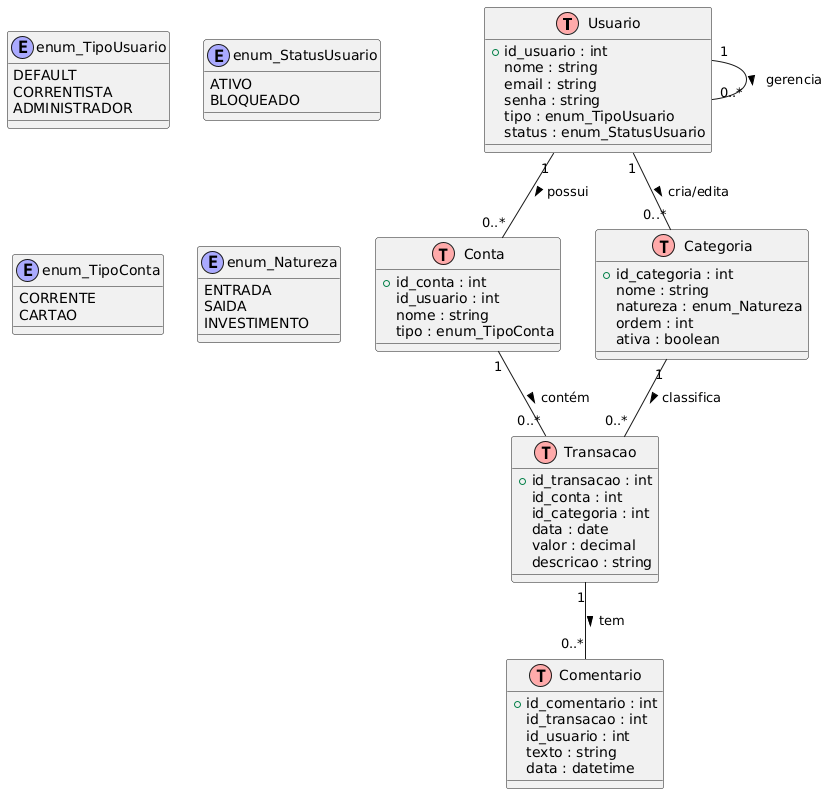 E enum_TipoUsuario
DEFAULT
CORRENTISTA
ADMINISTRADOR
E enum_StatusUsuario
ATIVO
BLOQUEADO
T Usuario
id_usuario : int
nome : string
email : string
senha : string
tipo : enum_TipoUsuario
status : enum_StatusUsuario
1
gerencia
0..*
1
possui
0..*
1
cria/edita
0..*
E enum_TipoConta
CORRENTE
CARTAO
E enum_Natureza
ENTRADA
SAIDA
INVESTIMENTO
T Conta
id_conta : int
id_usuario : int
nome : string
tipo : enum_TipoConta
T Categoria
id_categoria : int
nome : string
natureza : enum_Natureza
ordem : int
ativa : boolean
1
contém
0..*
1
classifica
0..*
T Transacao
id_transacao : int
id_conta : int
id_categoria : int
data : date
valor : decimal
descricao : string
1
tem
0..*
T Comentario
id_comentario : int
id_transacao : int
id_usuario : int
texto : string
data : datetime